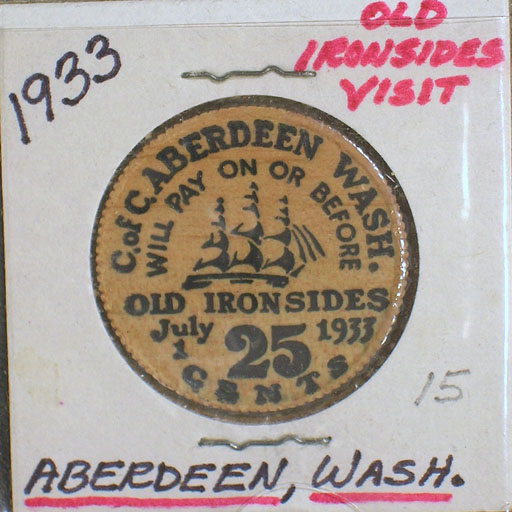 1933
OLD
IRONSIDES
VISIT
C. of C. ABERDEEN WASH.
WILL PAY ON OR BEFORE
OLD IRONSIDES
July 1 1933
25
CENTS
15
ABERDEEN, WASH.